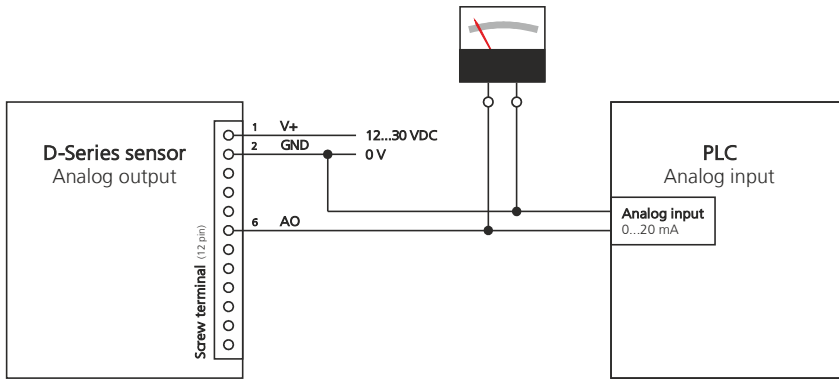 D-Series sensor
Analog output
1 V+ 12...30 VDC
2 GND 0 V
6 AO
Screw terminal (12 pin)
PLC
Analog input
Analog input
0...20 mA